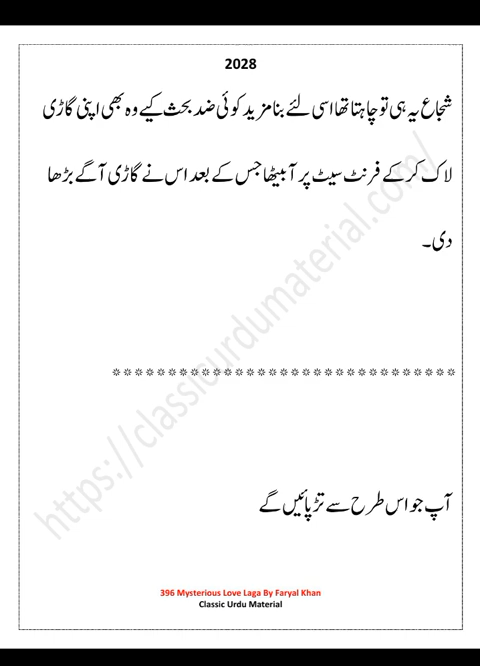 2028
شجاع یہ ہی تو چاہتا تھا اسی لئے بنا مزید کوئی ضد بحث کیے وہ بھی اپنی گاڑی
لاک کر کے فرنٹ سیٹ پر آ بیٹھا جس کے بعد اس نے گاڑی آگے بڑھا
دی۔
https://classicurdumaterial.com/
※※※※※※※※※※※※※※※※※※※※※※※※※※※※※※※
آپ جو اس طرح سے تڑپائیں گے
396 Mysterious Love Laga By Faryal Khan
Classic Urdu Material